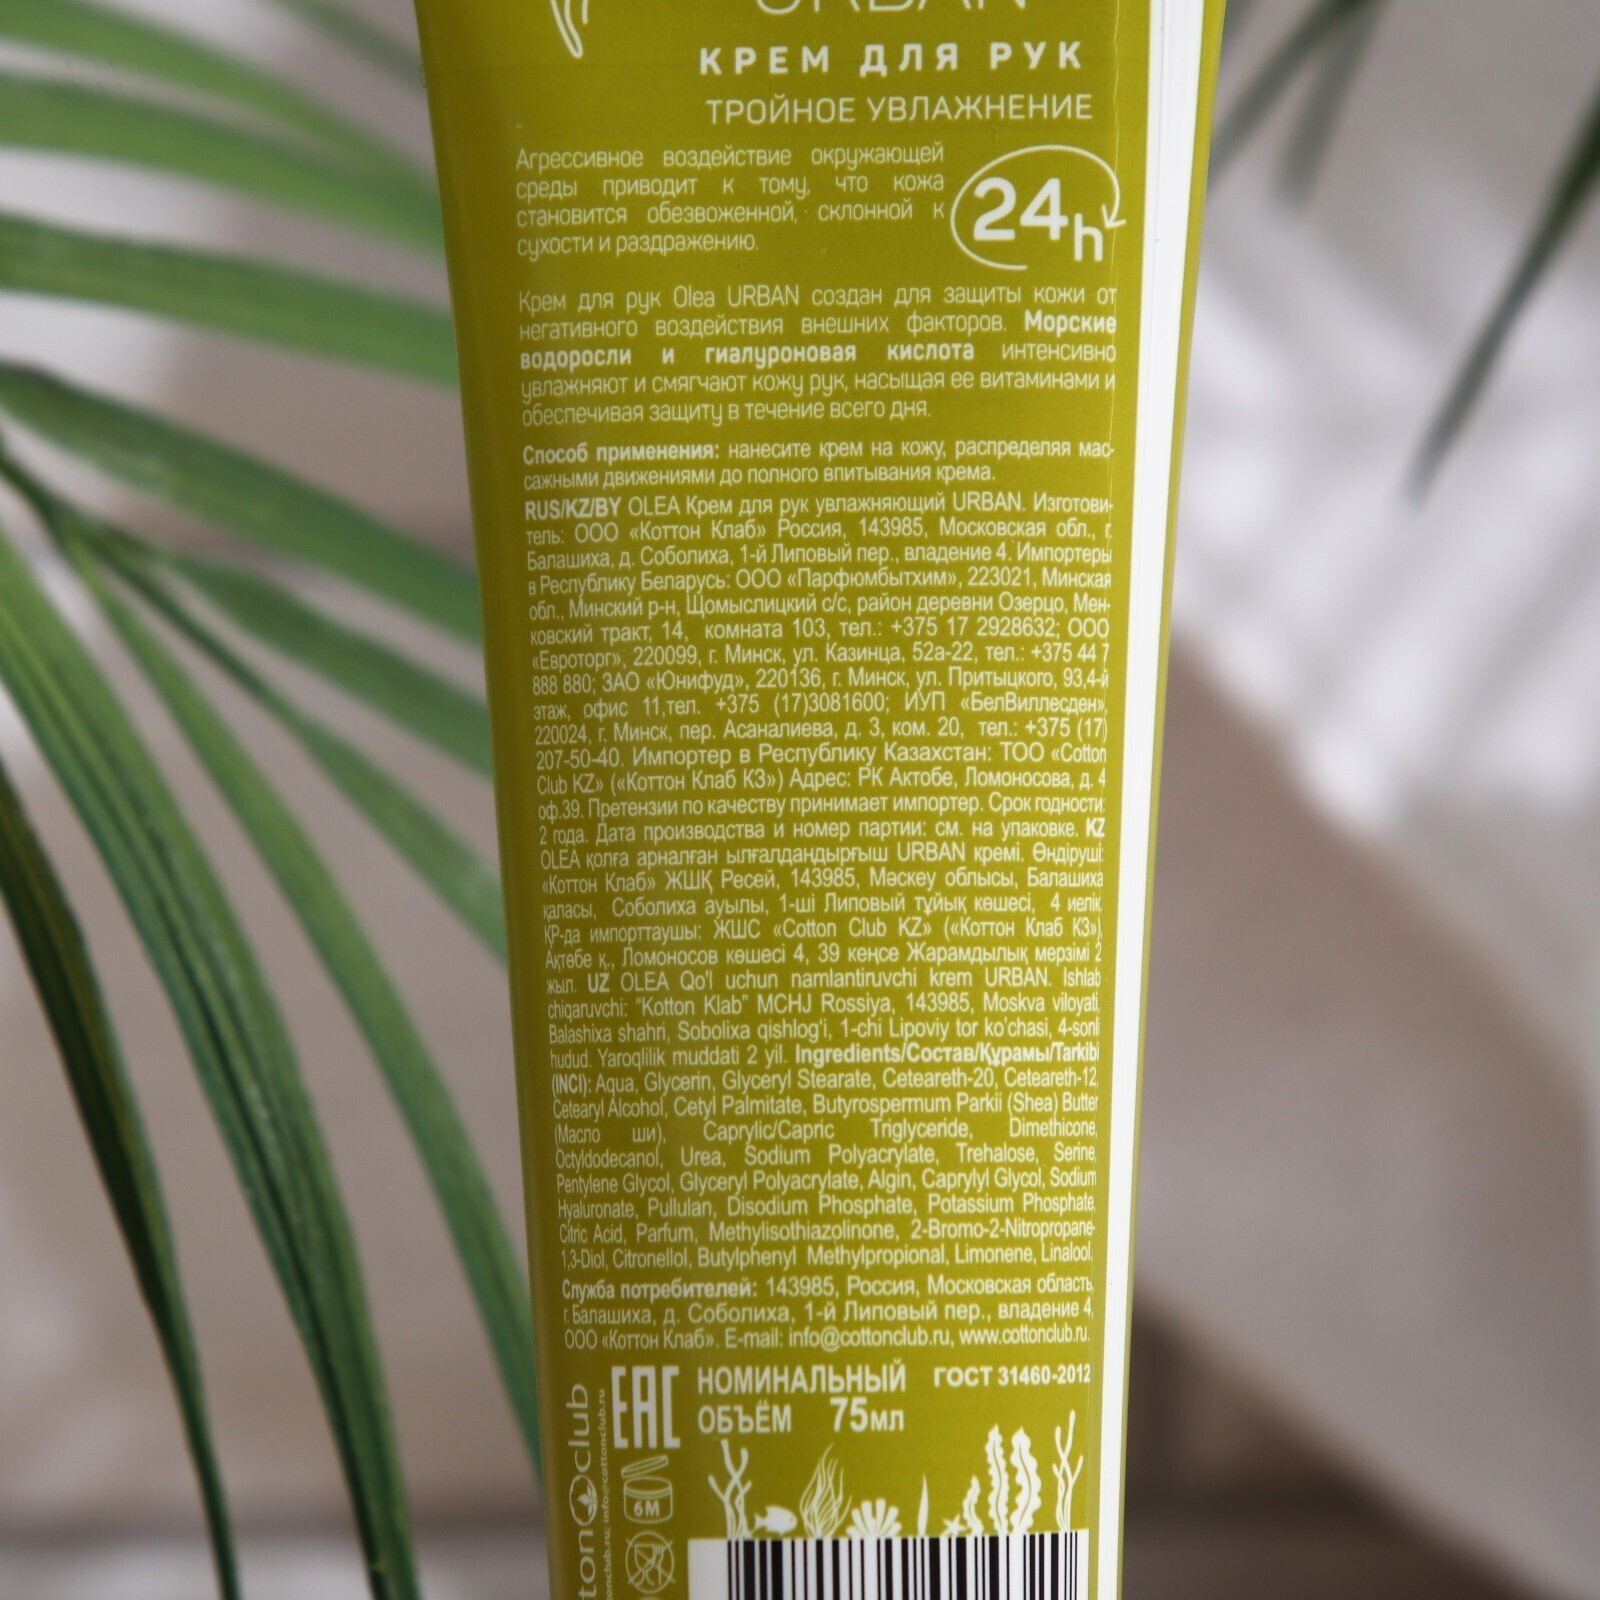 URBAN
КРЕМ ДЛЯ РУК
ТРОЙНОЕ УВЛАЖНЕНИЕ
Агрессивное воздействие окружающей
среды приводит к тому, что кожа
становится обезвоженной, склонной к
сухости и раздражению.
24h
Крем для рук Olea URBAN создан для защиты кожи от
негативного воздействия внешних факторов. Морские
водоросли и гиалуроновая кислота интенсивно
увлажняют и смягчают кожу рук, насыщая ее витаминами и
обеспечивая защиту в течение всего дня.
Способ применения: нанесите крем на кожу, распределяя мас-
сажными движениями до полного впитывания крема.
RUS/KZ/BY OLEA Крем для рук увлажняющий URBAN. Изготови-
тель: ООО «Коттон Клаб» Россия, 143985, Московская обл., г.
Балашиха, д. Соболиха, 1-й Липовый пер., владение 4. Импортеры
в Республику Беларусь: ООО «Парфюмбытхим», 223021, Минская
обл., Минский р-н, Щомыслицкий с/с, район деревни Озерцо, Мен-
ковский тракт, 14, комната 103, тел.: +375 17 2928632; ООО
«Евроторг», 220099, г. Минск, ул. Казинца, 52а-22, тел.: +375 44 7
888 880; ЗАО «Юнифуд», 220136, г. Минск, ул. Притыцкого, 93,4-й
этаж, офис 11,тел. +375 (17)3081600; ИУП «БелВиллесден»,
220024, г. Минск, пер. Асаналиева, д. 3, ком. 20, тел.: +375 (17)
207-50-40. Импортер в Республику Казахстан: ТОО «Cotton
Club KZ» («Коттон Клаб КЗ») Адрес: РК Актобе, Ломоносова, д. 4
оф.39. Претензии по качеству принимает импортер. Срок годности:
2 года. Дата производства и номер партии: см. на упаковке. KZ
OLEA қолға арналған ылғалдандырғыш URBAN кремі. Өндіруші:
«Коттон Клаб» ЖШҚ Ресей, 143985, Мәскеу облысы, Балашиха
қаласы, Соболиха ауылы, 1-ші Липовый тұйық көшесі, 4 иелік.
ҚР-да импорттаушы: ЖШС «Cotton Club KZ» («Коттон Клаб КЗ»),
Ақтөбе қ., Ломоносов көшесі 4, 39 кеңсе Жарамдылық мерзімі 2
жыл. UZ OLEA Qo'l uchun namlantiruvchi krem URBAN. Ishlab
chiqaruvchi: “Kotton Klab” MCHJ Rossiya, 143985, Moskva viloyati,
Balashixa shahri, Sobolixa qishlog'i, 1-chi Lipoviy tor ko'chasi, 4-sonli
hudud. Yaroqlilik muddati 2 yil. Ingredients/Состав/Құрамы/Tarkibi
(INCI): Aqua, Glycerin, Glyceryl Stearate, Ceteareth-20, Ceteareth-12,
Cetearyl Alcohol, Cetyl Palmitate, Butyrospermum Parkii (Shea) Butter
(Масло ши), Caprylic/Capric Triglyceride, Dimethicone,
Octyldodecanol, Urea, Sodium Polyacrylate, Trehalose, Serine,
Pentylene Glycol, Glyceryl Polyacrylate, Algin, Caprylyl Glycol, Sodium
Hyaluronate, Pullulan, Disodium Phosphate, Potassium Phosphate,
Citric Acid, Parfum, Methylisothiazolinone, 2-Bromo-2-Nitropropane-
1,3-Diol, Citronellol, Butylphenyl Methylpropional, Limonene, Linalool.
Служба потребителей: 143985, Россия, Московская область,
г. Балашиха, д. Соболиха, 1-й Липовый пер., владение 4,
ООО «Коттон Клаб». E-mail: info@cottonclub.ru, www.cottonclub.ru.
EAC
НОМИНАЛЬНЫЙ
ОБЪЁМ 75мл
ГОСТ 31460-2012
6M
club